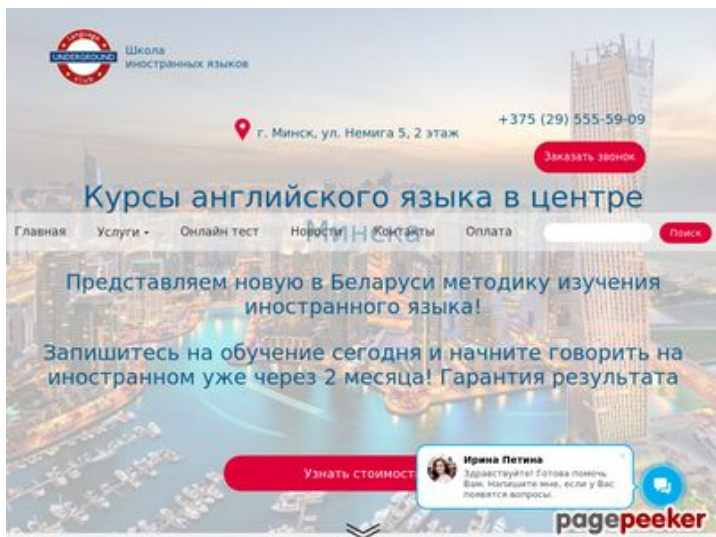 Language
UNDERGROUND
club
Школа
иностранных языков
+375 (29) 555-59-09
г. Минск, ул. Немига 5, 2 этаж
Заказать звонок
Курсы английского языка в центре
Минска
Главная Услуги Онлайн тест Новости Контакты Оплата Поиск
Представляем новую в Беларуси методику изучения
иностранного языка!
Запишитесь на обучение сегодня и начните говорить на
иностранном уже через 2 месяца! Гарантия результата
Узнать стоимост
Ирина Петина
Здравствуйте! Готова помочь
Вам. Напишите мне, если у Вас
появятся вопросы.
pagepeeker